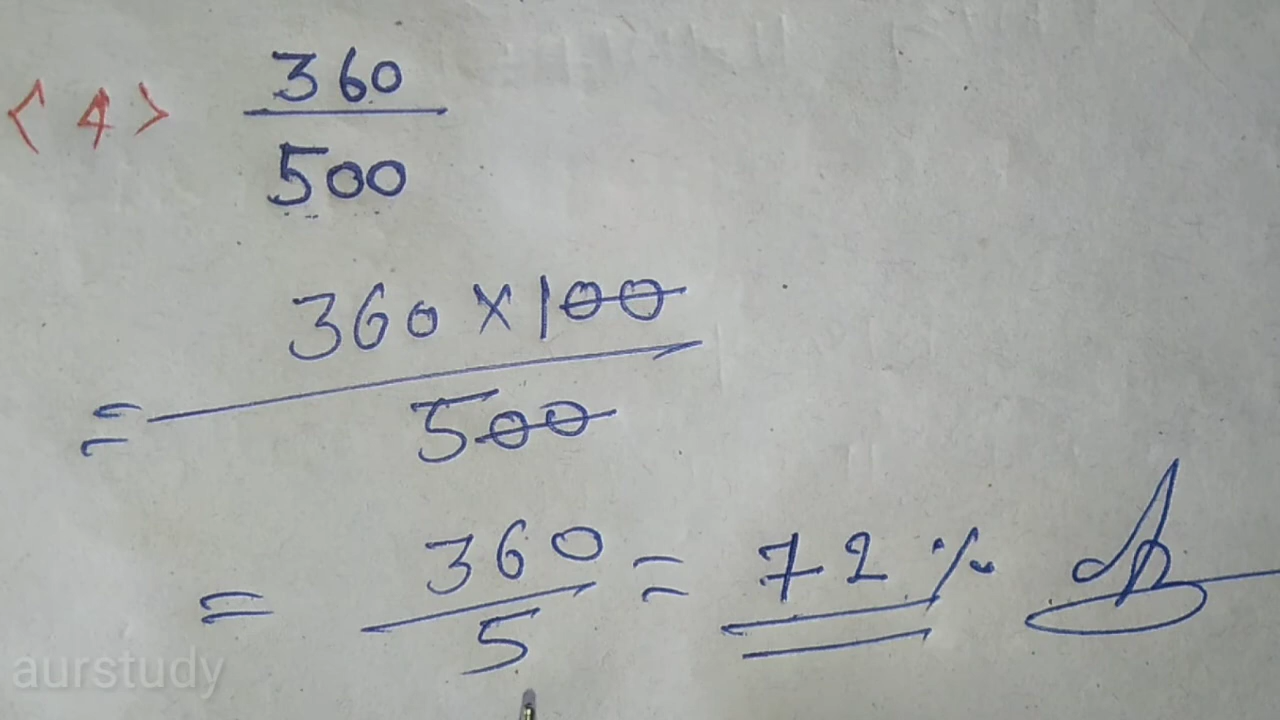 <4> 360
500
360 × 100
=
500
= 360 = 72 %
5
aurstudy